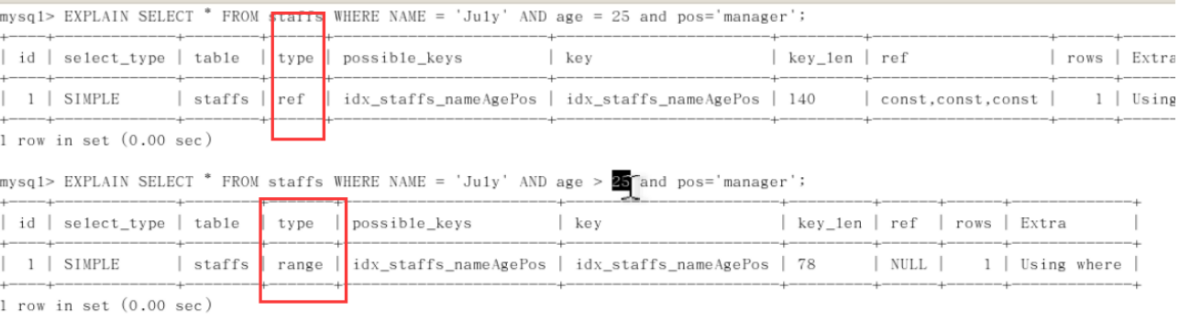 mysql> EXPLAIN SELECT * FROM staffs WHERE NAME = 'July' AND age = 25 and pos='manager';
| id | select_type | table | type | possible_keys | key | key_len | ref | rows | Extra
| 1 | SIMPLE | staffs | ref | idx_staffs_nameAgePos | idx_staffs_nameAgePos | 140 | const,const,const | 1 | Using
1 row in set (0.00 sec)
mysql> EXPLAIN SELECT * FROM staffs WHERE NAME = 'July' AND age > 25 and pos='manager';
| id | select_type | table | type | possible_keys | key | key_len | ref | rows | Extra |
| 1 | SIMPLE | staffs | range | idx_staffs_nameAgePos | idx_staffs_nameAgePos | 78 | NULL | 1 | Using where |
1 row in set (0.00 sec)